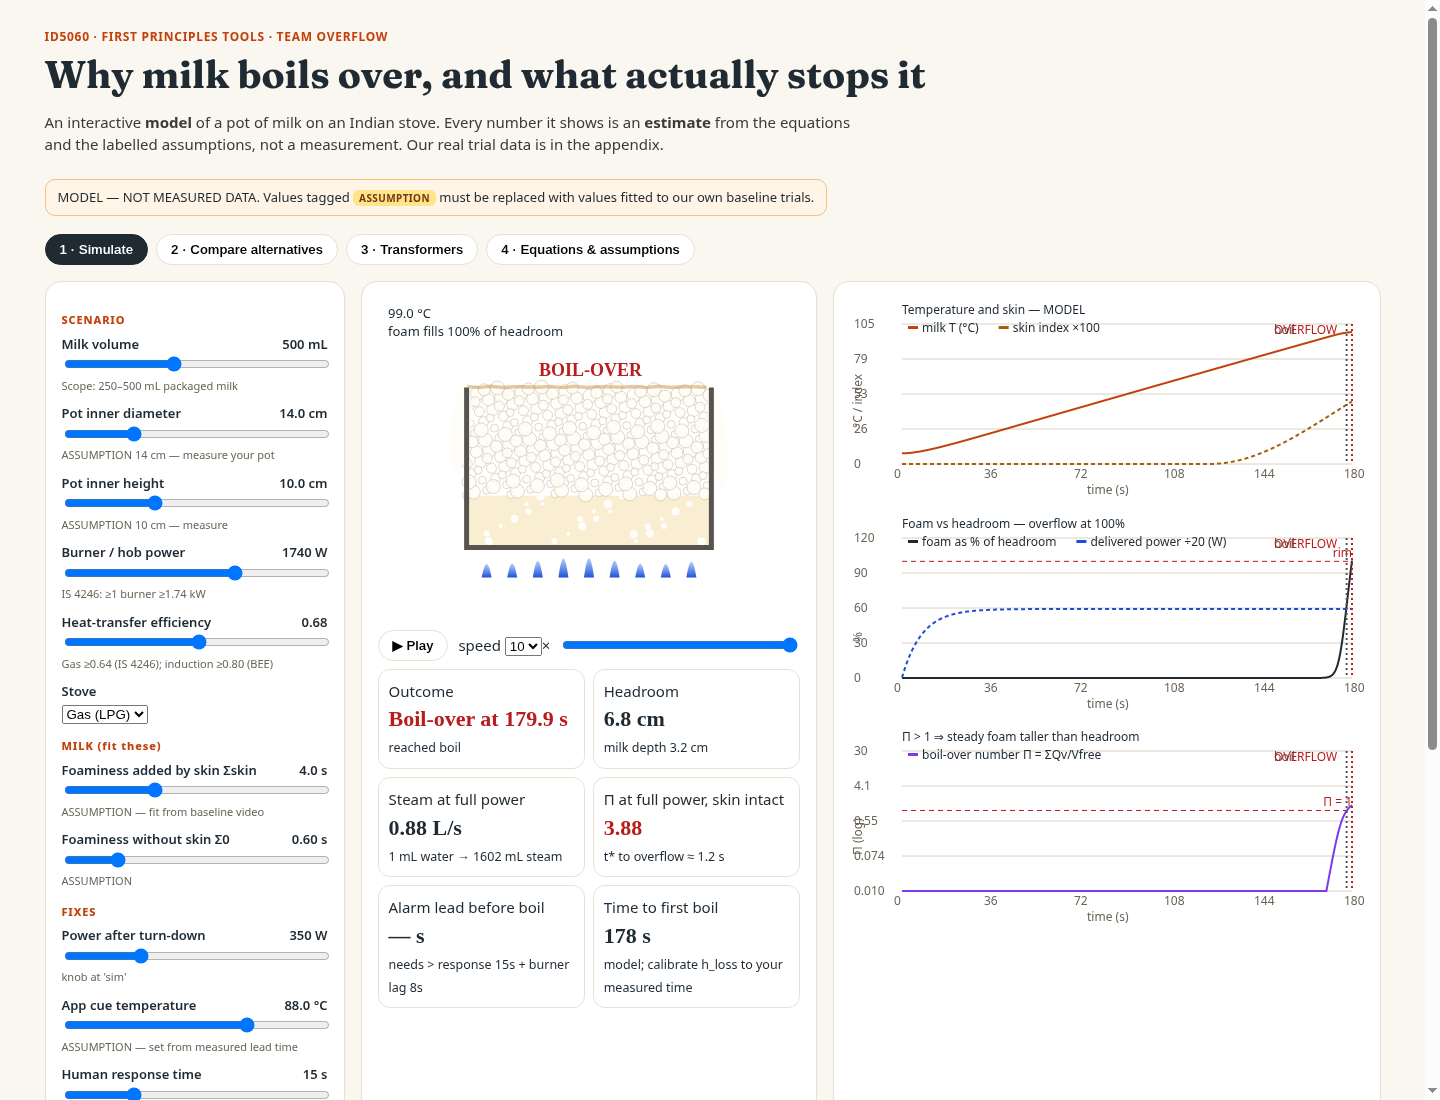 ID5060 · FIRST PRINCIPLES TOOLS · TEAM OVERFLOW
Why milk boils over, and what actually stops it
An interactive model of a pot of milk on an Indian stove. Every number it shows is an estimate from the equations
and the labelled assumptions, not a measurement. Our real trial data is in the appendix.
MODEL — NOT MEASURED DATA. Values tagged ASSUMPTION must be replaced with values fitted to our own baseline trials.
1 · Simulate
2 · Compare alternatives
3 · Transformers
4 · Equations & assumptions
SCENARIO
Milk volume 500 mL
Scope: 250–500 mL packaged milk
Pot inner diameter 14.0 cm
ASSUMPTION 14 cm — measure your pot
Pot inner height 10.0 cm
ASSUMPTION 10 cm — measure
Burner / hob power 1740 W
IS 4246: ≥1 burner ≥1.74 kW
Heat-transfer efficiency 0.68
Gas ≥0.64 (IS 4246); induction ≥0.80 (BEE)
Stove
Gas (LPG)
MILK (fit these)
Foaminess added by skin Σskin 4.0 s
ASSUMPTION — fit from baseline video
Foaminess without skin Σ0 0.60 s
ASSUMPTION
FIXES
Power after turn-down 350 W
knob at 'sim'
App cue temperature 88.0 °C
ASSUMPTION — set from measured lead time
Human response time 15 s
99.0 °C
foam fills 100% of headroom
BOIL-OVER
▶ Play
speed 10 ×
Outcome
Boil-over at 179.9 s
reached boil
Headroom
6.8 cm
milk depth 3.2 cm
Steam at full power
0.88 L/s
1 mL water → 1602 mL steam
Π at full power, skin intact
3.88
t* to overflow ≈ 1.2 s
Alarm lead before boil
— s
needs > response 15s + burner
lag 8s
Time to first boil
178 s
model; calibrate h_loss to your
measured time
Temperature and skin — MODEL
milk T (°C)
skin index ×100
boil
OVERFLOW
105
79
53
26
0
°C / index
0 36 72 108 144 180
time (s)
Foam vs headroom — overflow at 100%
foam as % of headroom
delivered power ÷20 (W)
boil
OVERFLOW
rim
120
90
60
30
0
%
0 36 72 108 144 180
time (s)
Π > 1 ⇒ steady foam taller than headroom
boil-over number Π = ΣQv/Vfree
boil
OVERFLOW
Π = 1
30
4.1
0.55
0.074
0.010
Π (log)
0 36 72 108 144 180
time (s)